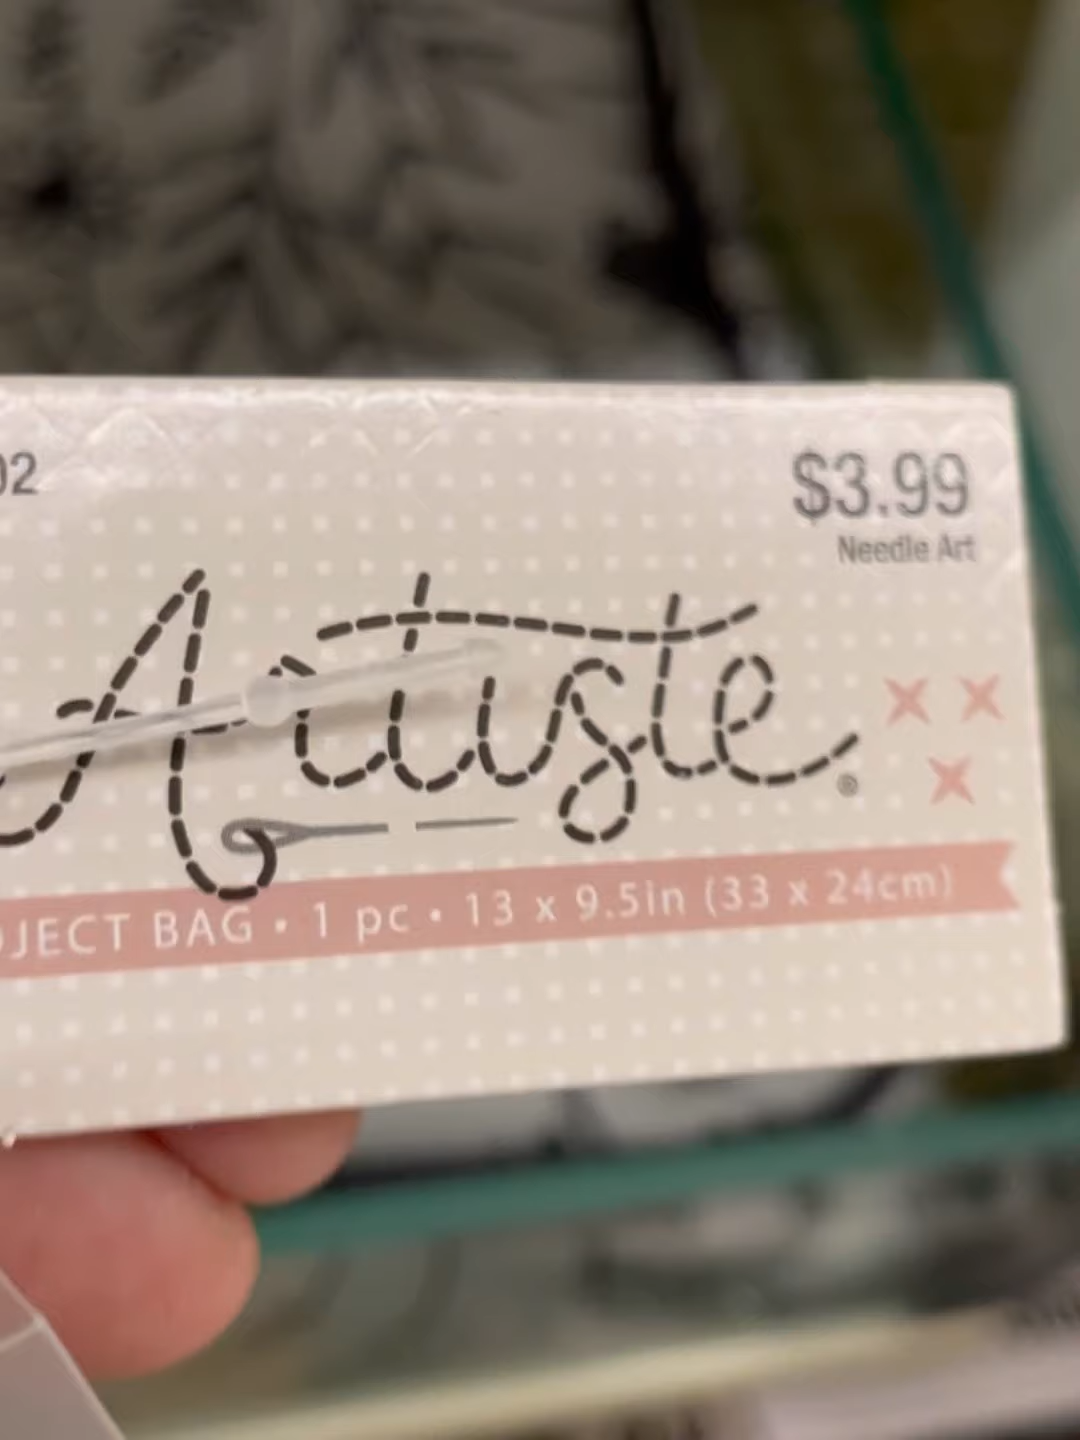 02
$3.99
Needle Art
Artiste®
JECT BAG • 1 pc • 13 x 9.5in (33 x 24cm)